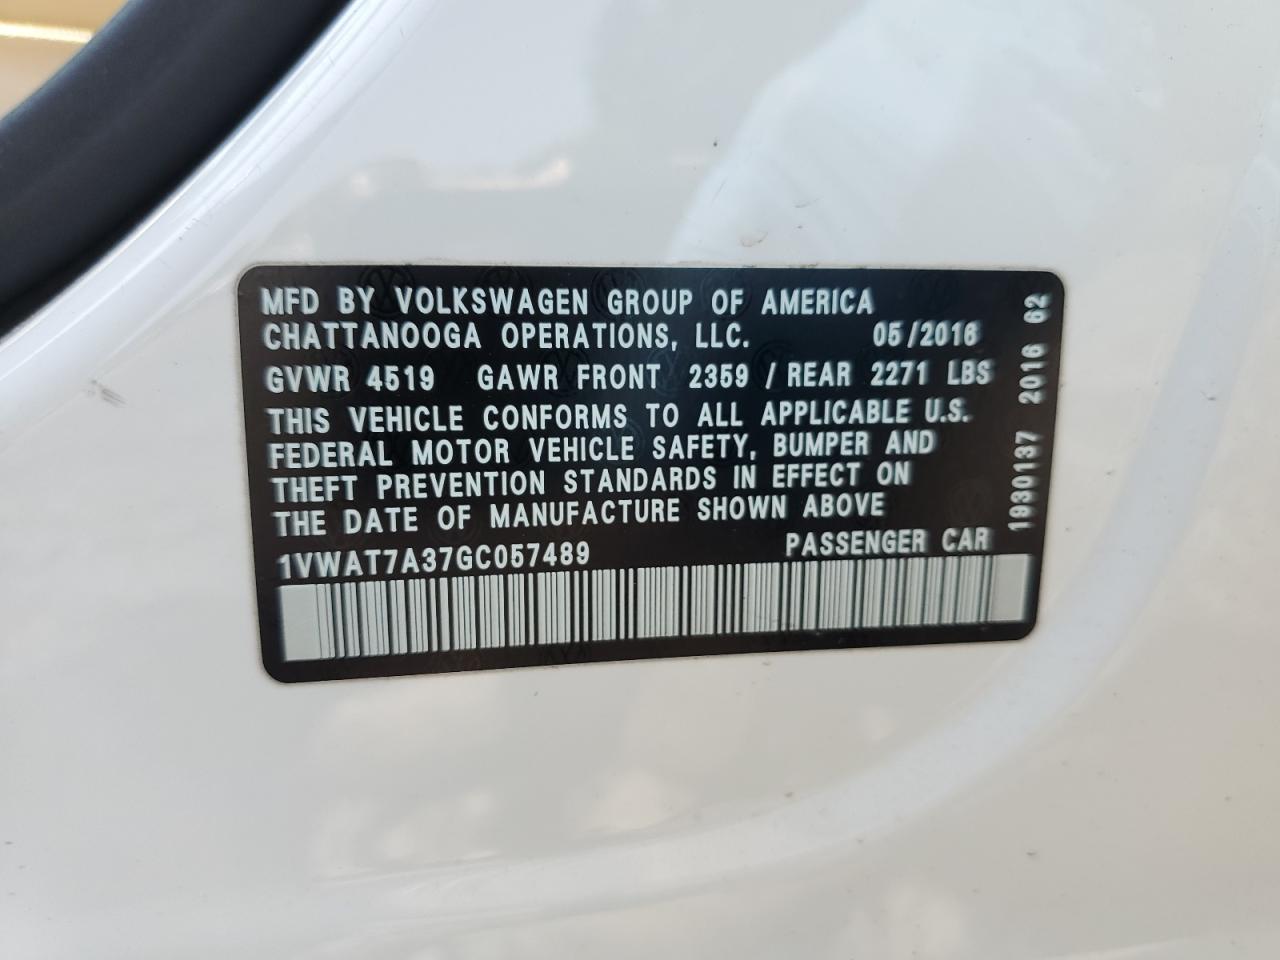 MFD BY VOLKSWAGEN GROUP OF AMERICA
CHATTANOOGA OPERATIONS, LLC. 05/2016
GVWR 4519 GAWR FRONT 2359 / REAR 2271 LBS
THIS VEHICLE CONFORMS TO ALL APPLICABLE U.S.
FEDERAL MOTOR VEHICLE SAFETY, BUMPER AND
THEFT PREVENTION STANDARDS IN EFFECT ON
THE DATE OF MANUFACTURE SHOWN ABOVE
1VWAT7A37GC057489 PASSENGER CAR
1930137 2016 62